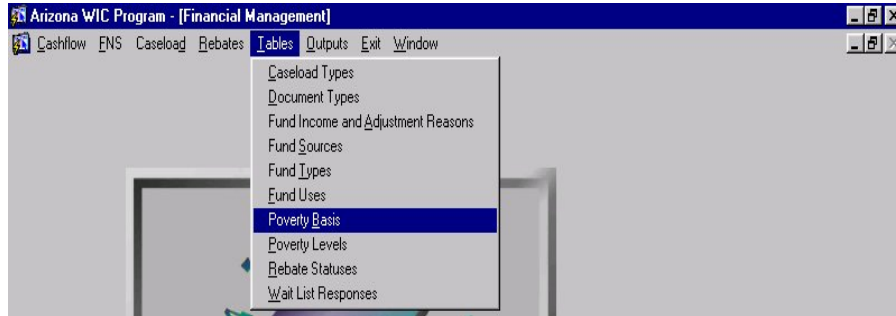 Arizona WIC Program - [Financial Management]
Cashflow FNS Caseload Rebates Tables Outputs Exit Window
Caseload Types
Document Types
Fund Income and Adjustment Reasons
Fund Sources
Fund Types
Fund Uses
Poverty Basis
Poverty Levels
Rebate Statuses
Wait List Responses